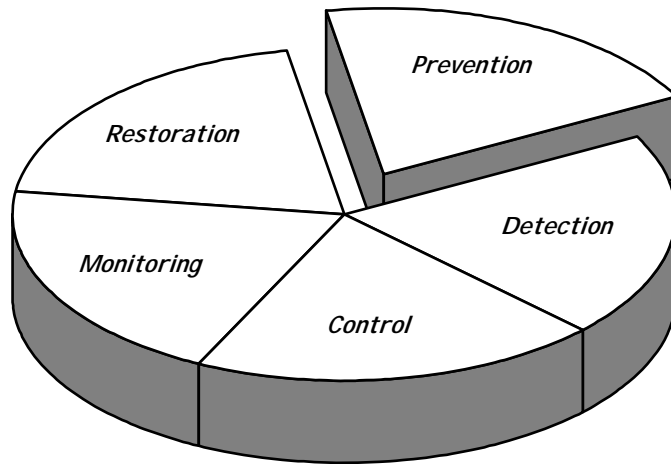 Prevention
Restoration
Detection
Monitoring
Control